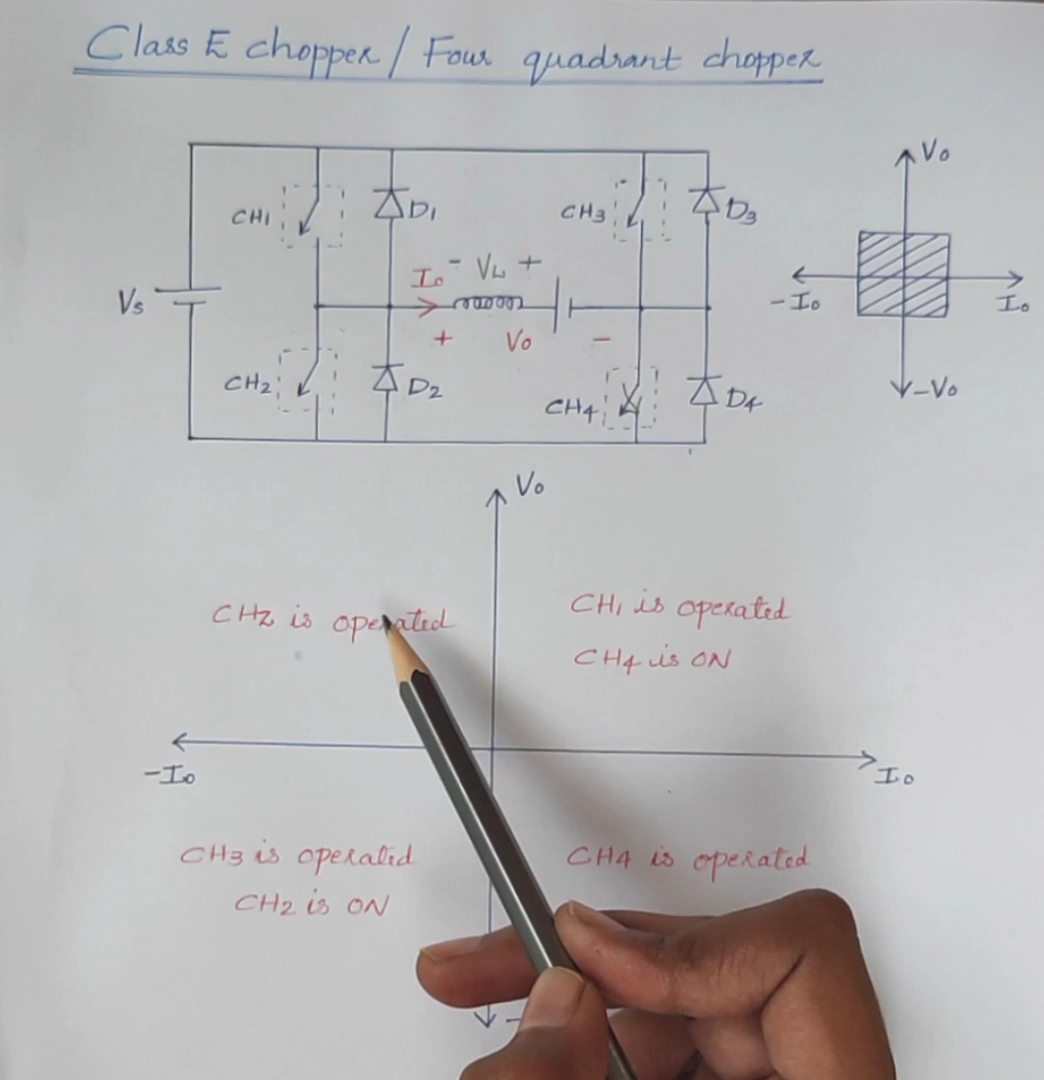 Class E chopper / Four quadrant chopper
Vo
CH1
D1
CH3
D3
Io
- VL +
Vs
-Io
Io
+ Vo -
CH2
D2
CH4
D4
-Vo
Vo
CH2 is operated
CH1 is operated
CH4 is ON
-Io
Io
CH3 is operated
CH4 is operated
CH2 is ON